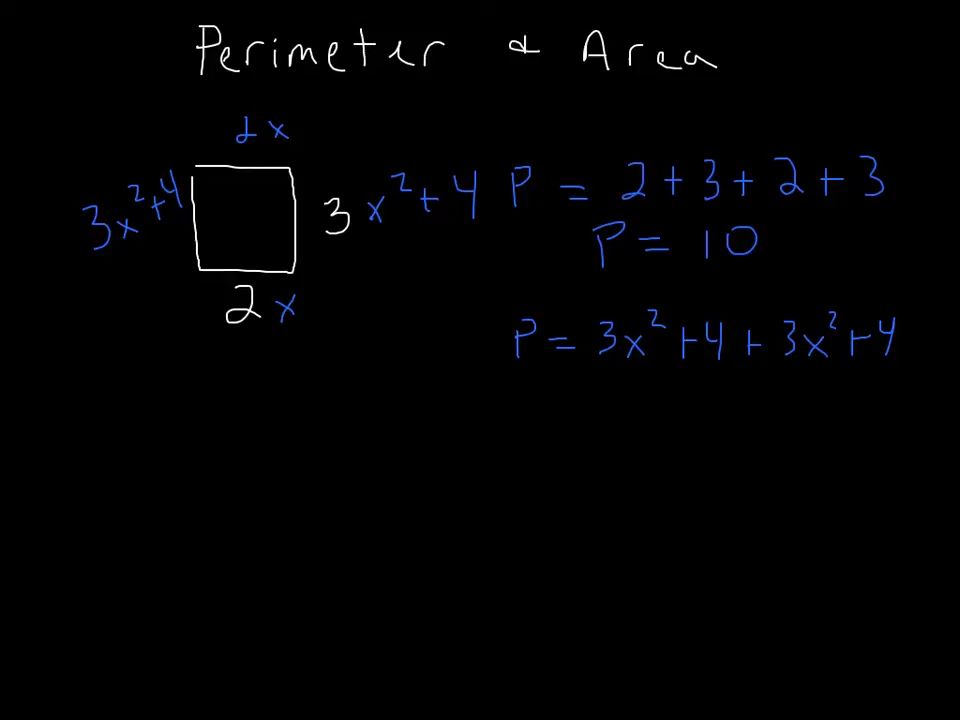 Perimeter & Area
2x
3x²+4
3x²+4
2x
P = 2 + 3 + 2 + 3
P = 10
P = 3x² + 4 + 3x² + 4